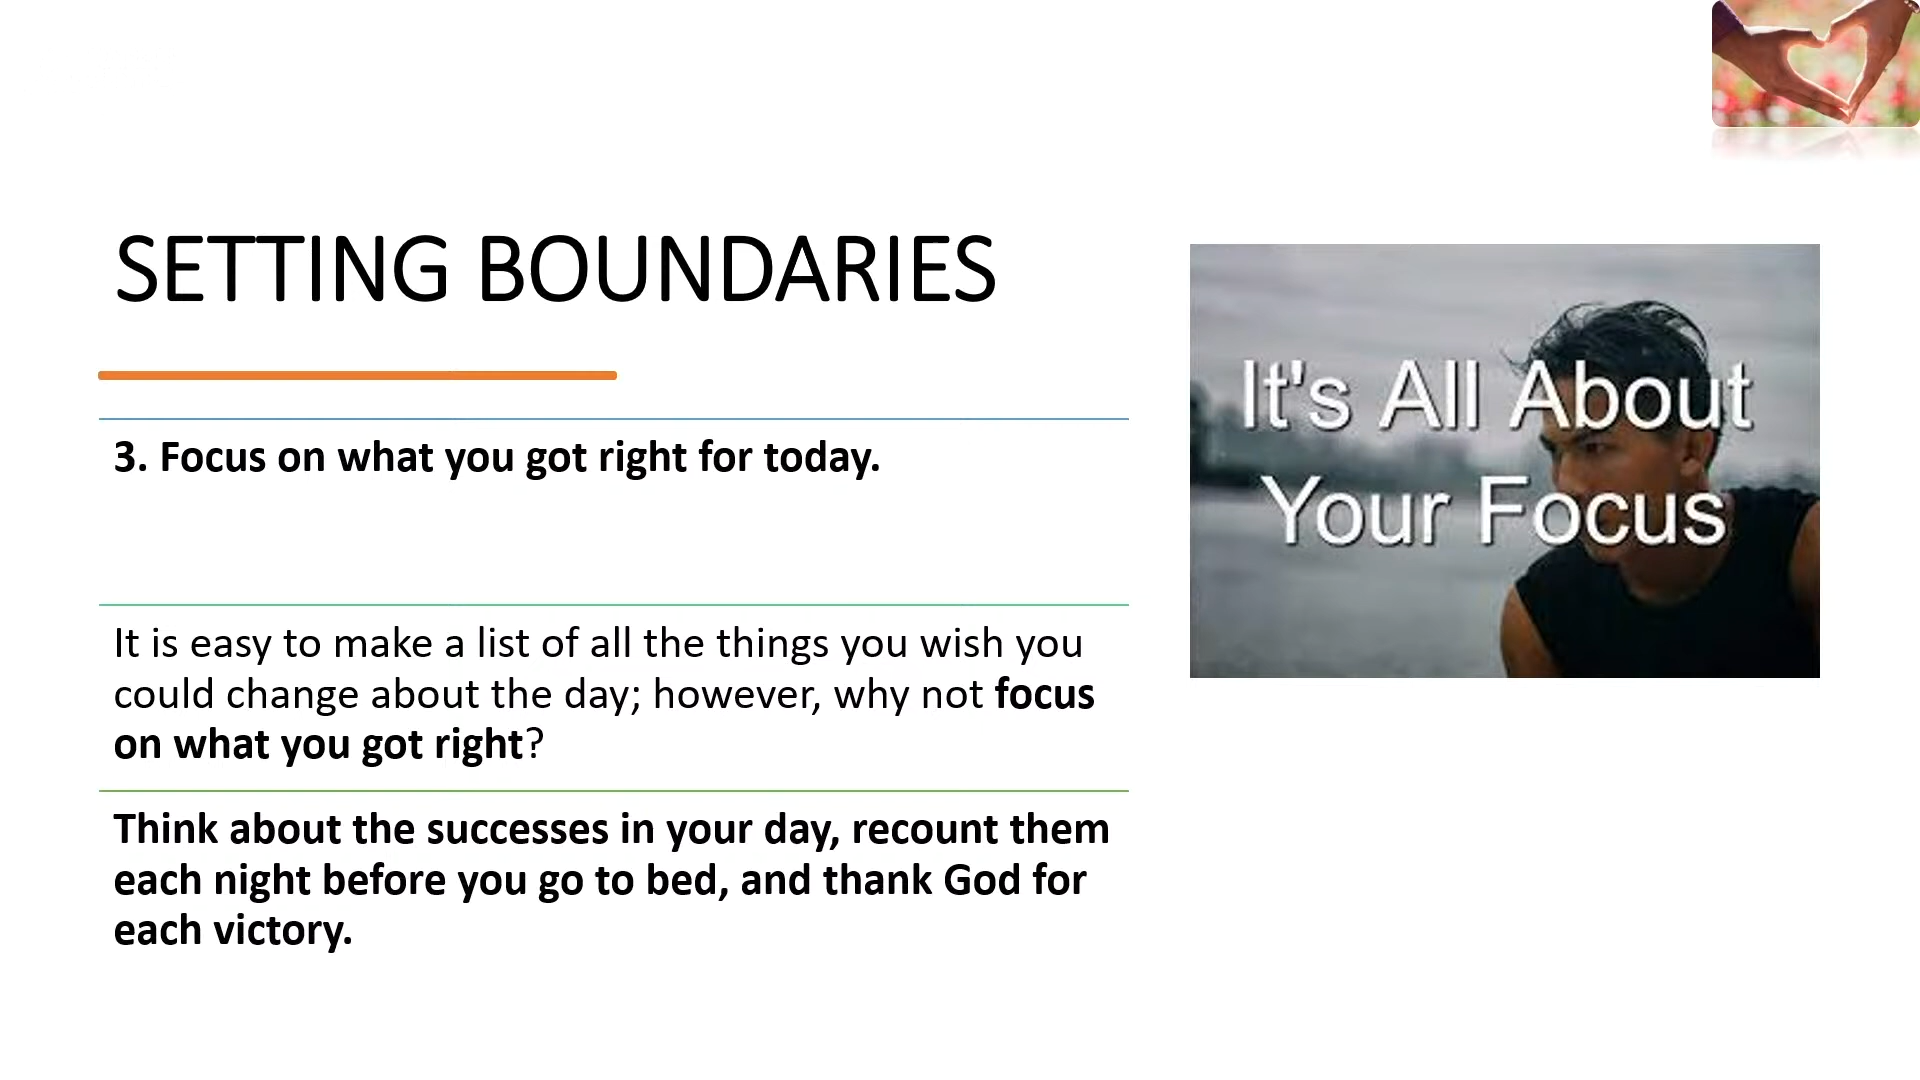 SETTING BOUNDARIES
3. Focus on what you got right for today.
It is easy to make a list of all the things you wish you
could change about the day; however, why not focus
on what you got right?
Think about the successes in your day, recount them
each night before you go to bed, and thank God for
each victory.
It's All About
Your Focus